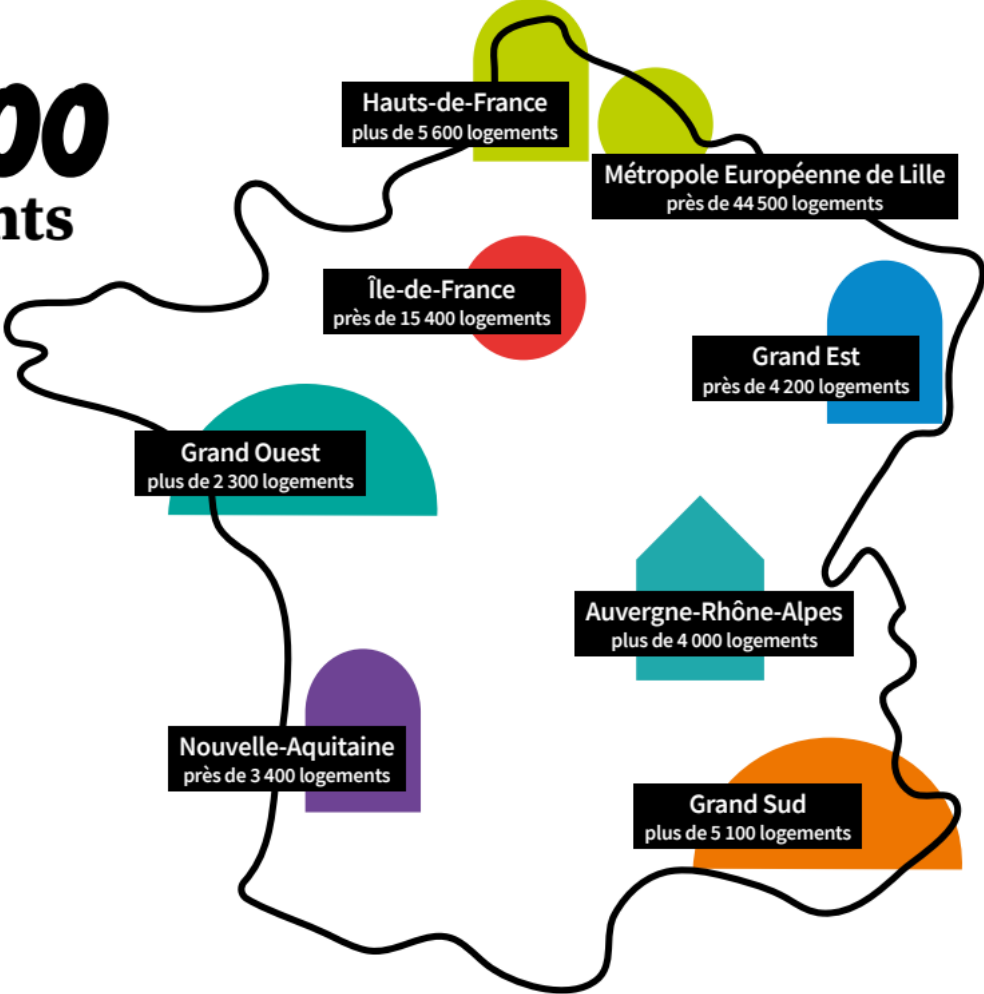 00
nts
Hauts-de-France
plus de 5 600 logements
Métropole Européenne de Lille
près de 44 500 logements
Île-de-France
près de 15 400 logements
Grand Est
près de 4 200 logements
Grand Ouest
plus de 2 300 logements
Auvergne-Rhône-Alpes
plus de 4 000 logements
Nouvelle-Aquitaine
près de 3 400 logements
Grand Sud
plus de 5 100 logements